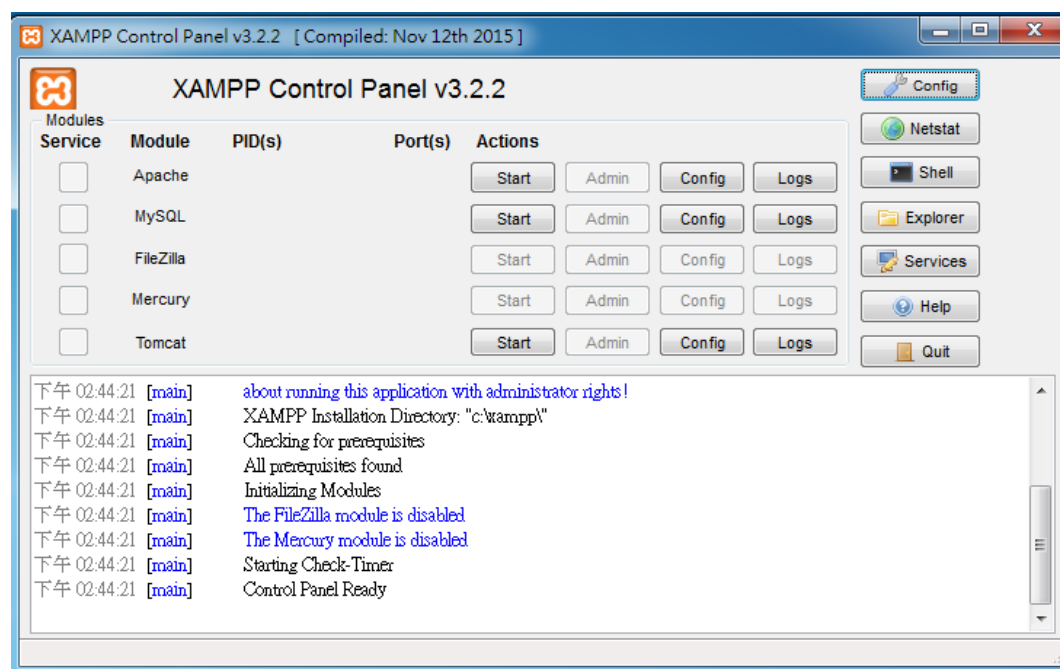 XAMPP Control Panel v3.2.2 [ Compiled: Nov 12th 2015 ]
XAMPP Control Panel v3.2.2
Config
Modules
Service Module PID(s) Port(s) Actions
Netstat
Apache Start Admin Config Logs
Shell
MySQL Start Admin Config Logs
Explorer
FileZilla Start Admin Config Logs
Services
Mercury Start Admin Config Logs
Help
Tomcat Start Admin Config Logs
Quit
下午 02:44:21 [main] about running this application with administrator rights!
下午 02:44:21 [main] XAMPP Installation Directory: "c:\xampp\"
下午 02:44:21 [main] Checking for prerequisites
下午 02:44:21 [main] All prerequisites found
下午 02:44:21 [main] Initializing Modules
下午 02:44:21 [main] The FileZilla module is disabled
下午 02:44:21 [main] The Mercury module is disabled
下午 02:44:21 [main] Starting Check-Timer
下午 02:44:21 [main] Control Panel Ready